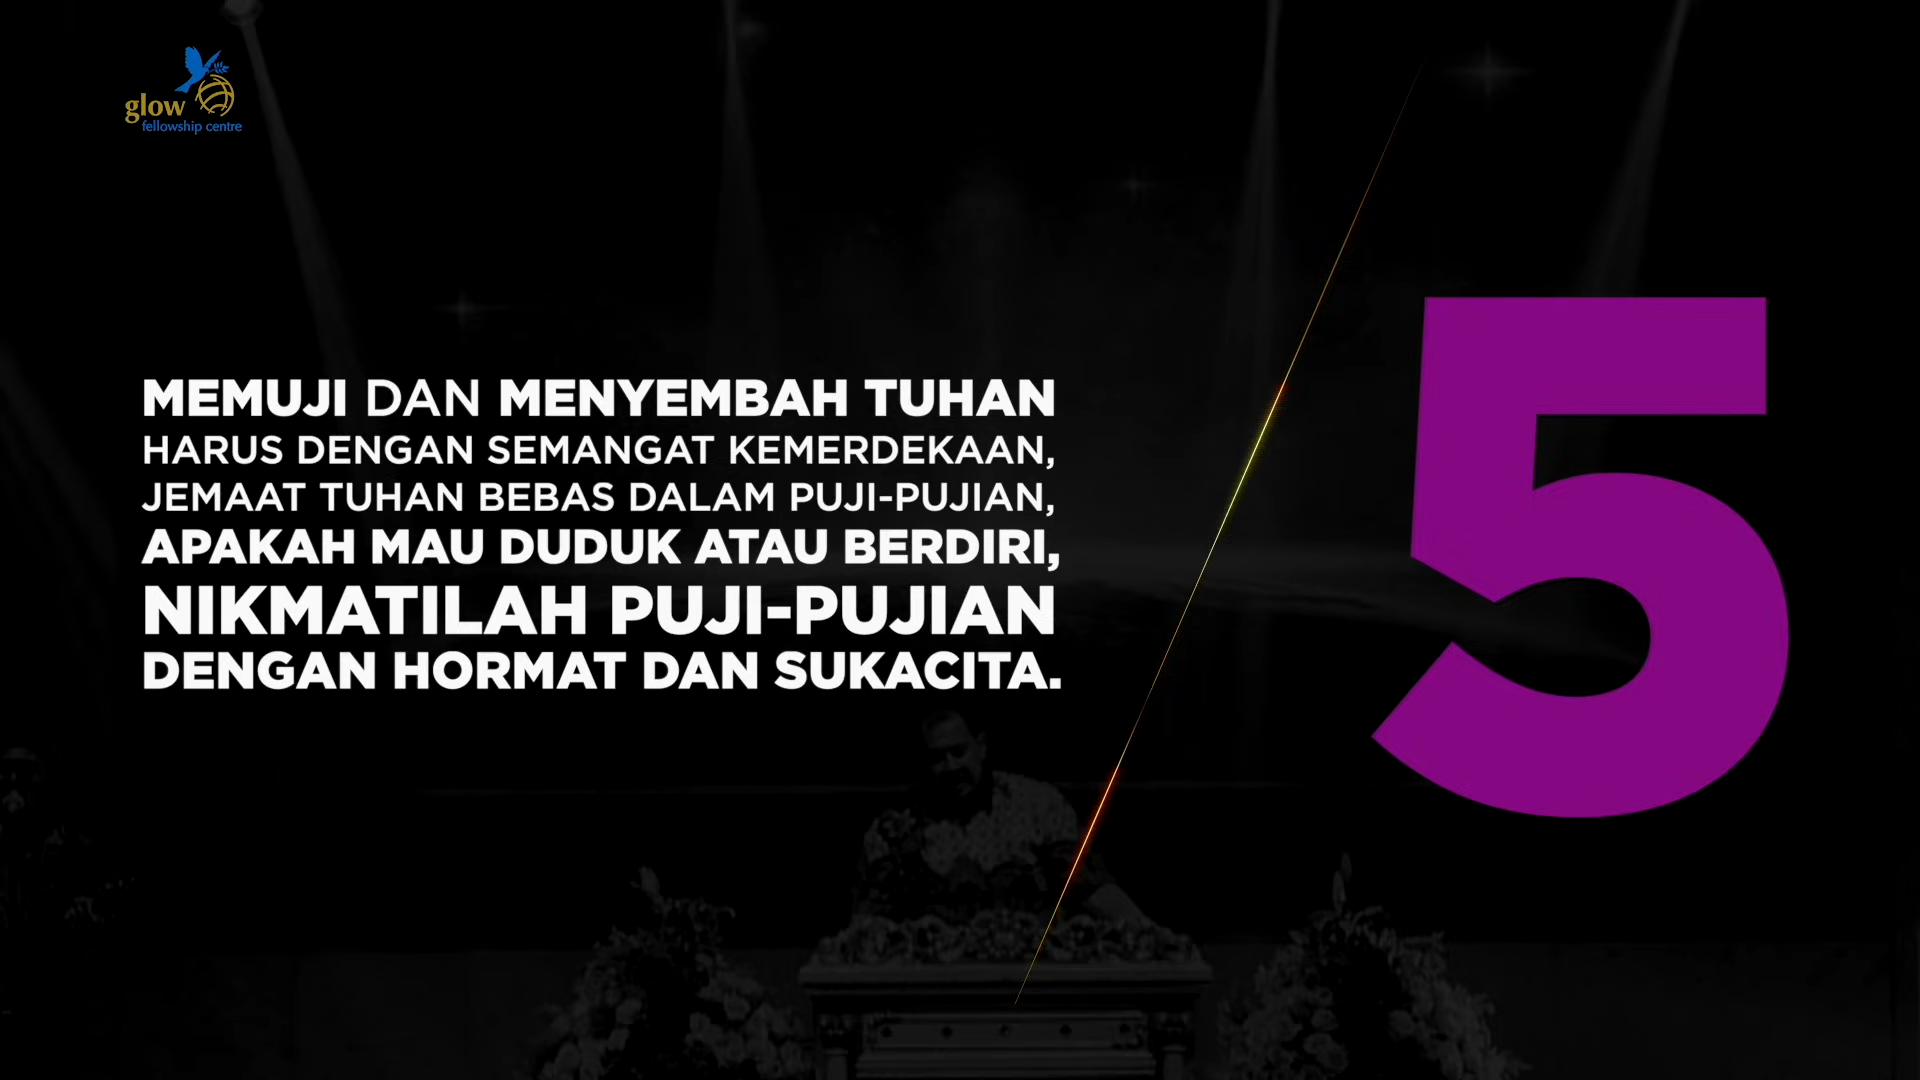 glow
fellowship centre
MEMUJI DAN MENYEMBAH TUHAN
HARUS DENGAN SEMANGAT KEMERDEKAAN,
JEMAAT TUHAN BEBAS DALAM PUJI-PUJIAN,
APAKAH MAU DUDUK ATAU BERDIRI,
NIKMATILAH PUJI-PUJIAN
DENGAN HORMAT DAN SUKACITA.
5